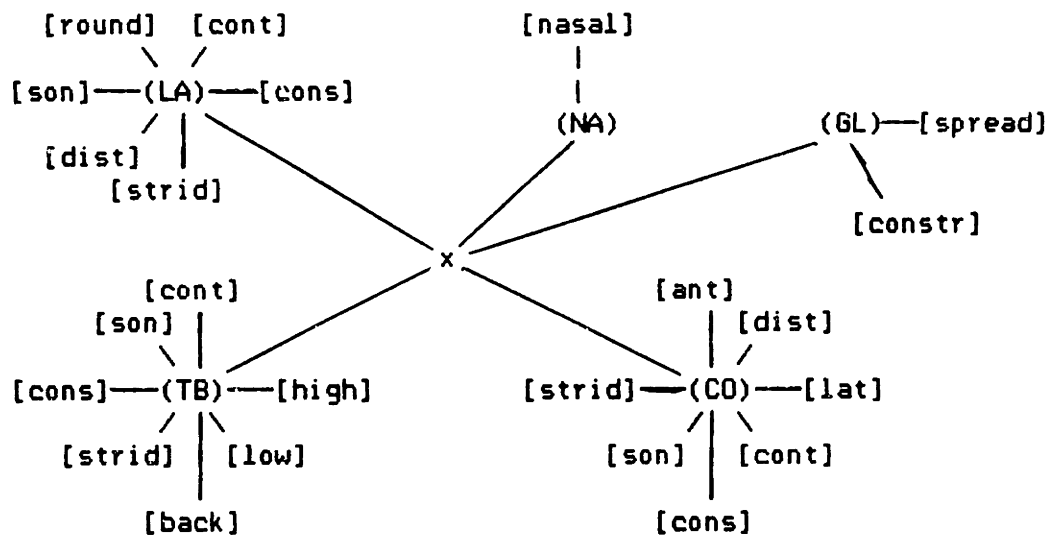 [round] [cont] [nasal]
[son] (LA) [cons] (NA) (GL) [spread]
[dist]
[strid] [constr]
x
[cont] [ant]
[son] [dist]
[cons] (TB) [high] [strid] (CO) [lat]
[strid] [low] [son] [cont]
[back] [cons]